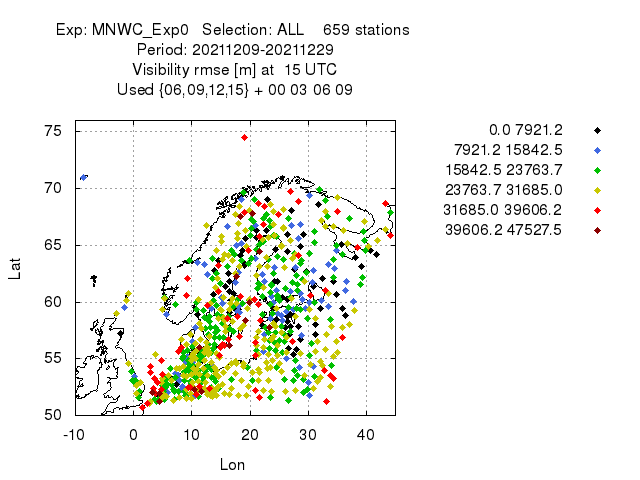 Exp: MNWC_Exp0 Selection: ALL 659 stations
Period: 20211209-20211229
Visibility rmse [m] at 15 UTC
Used {06,09,12,15} + 00 03 06 09
0.0 7921.2
7921.2 15842.5
15842.5 23763.7
23763.7 31685.0
31685.0 39606.2
39606.2 47527.5
75
70
65
60
55
50
Lat
-10 0 10 20 30 40
Lon